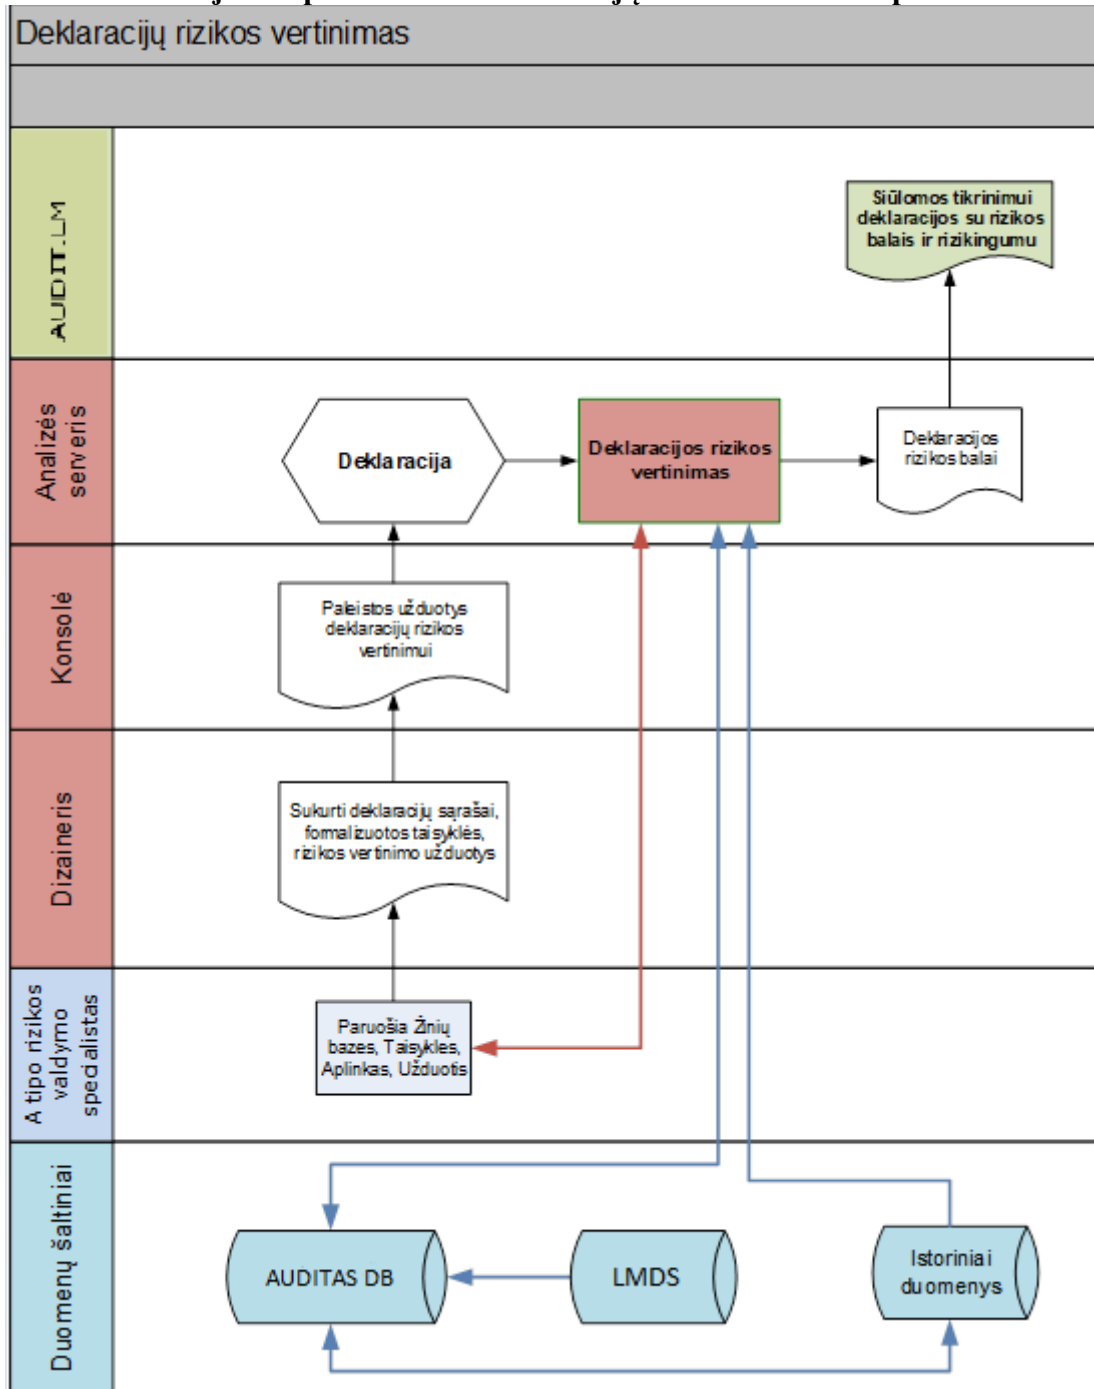 Deklaracijų rizikos vertinimas
AUDIT.LM
Siūlomos tikrinimui
deklaracijos su rizikos
balais ir rizikingumu
Analizės
serveris
Deklaracija
Deklaracijos rizikos
vertinimas
Deklaracijos
rizikos balai
Konsolė
Paleistos užduotys
deklaracijų rizikos
vertinimui
Dizaineris
Sukurti deklaracijų sąrašai,
formalizuotos taisyklės,
rizikos vertinimo užduotys
A tipo rizikos
valdymo
specialistas
Paruošia Žinių
bazes, Taisykles,
Aplinkas, Užduotis
Duomenų šaltiniai
AUDITAS DB
LMDS
Istoriniai
duomenys